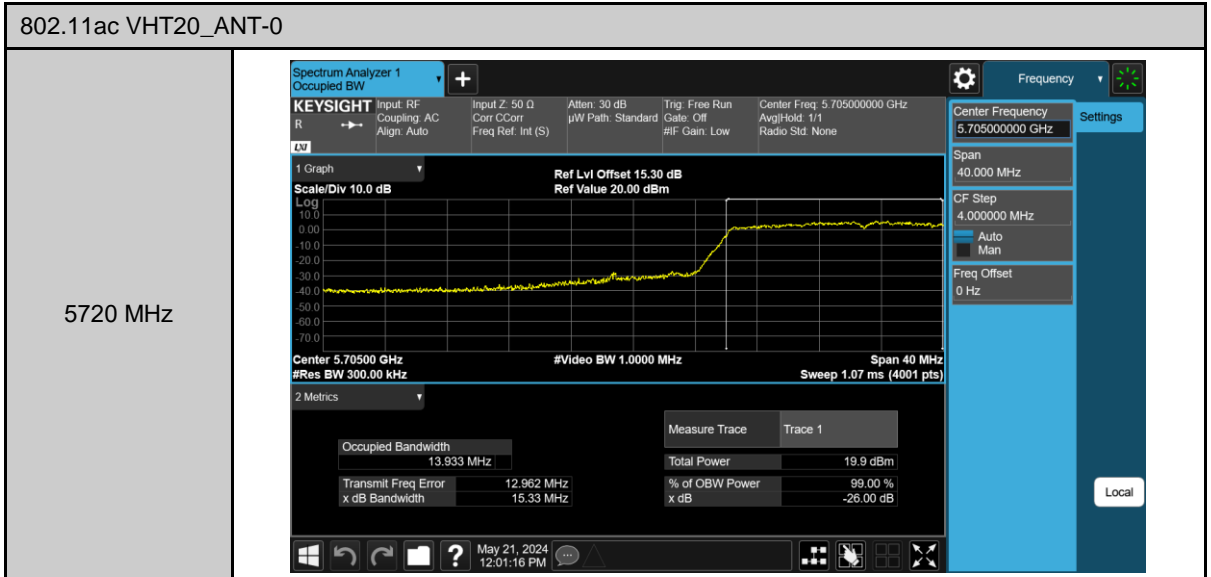 802.11ac VHT20_ANT-0
5720 MHz
Spectrum Analyzer 1
Occupied BW
Frequency
KEYSIGHT
R
LXI
Input: RF
Coupling: AC
Align: Auto
Input Z: 50 Ω
Corr CCorr
Freq Ref: Int (S)
Atten: 30 dB
µW Path: Standard
Trig: Free Run
Gate: Off
#IF Gain: Low
Center Freq: 5.705000000 GHz
Avg|Hold: 1/1
Radio Std: None
Center Frequency
5.705000000 GHz
Settings
Span
40.000 MHz
CF Step
4.000000 MHz
Auto
Man
Freq Offset
0 Hz
Local
1 Graph
Scale/Div 10.0 dB
Ref Lvl Offset 15.30 dB
Ref Value 20.00 dBm
Log
10.0
0.00
-10.0
-20.0
-30.0
-40.0
-50.0
-60.0
-70.0
Center 5.70500 GHz
#Res BW 300.00 kHz
#Video BW 1.0000 MHz
Span 40 MHz
Sweep 1.07 ms (4001 pts)
2 Metrics
Measure Trace Trace 1
Occupied Bandwidth
13.933 MHz
Total Power 19.9 dBm
Transmit Freq Error 12.962 MHz
% of OBW Power 99.00 %
x dB Bandwidth 15.33 MHz
x dB -26.00 dB
?
May 21, 2024
12:01:16 PM